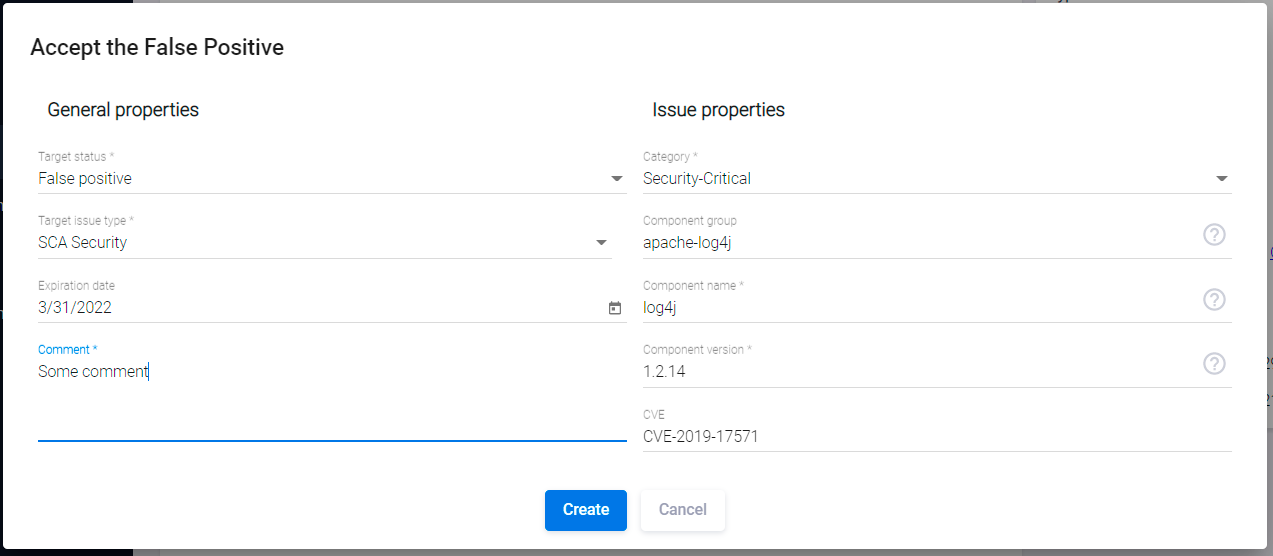 Accept the False Positive
General properties
Target status *
False positive
Target issue type *
SCA Security
Expiration date
3/31/2022
Comment *
Some comment
Issue properties
Category *
Security-Critical
Component group
apache-log4j
Component name *
log4j
Component version *
1.2.14
CVE
CVE-2019-17571
Create
Cancel